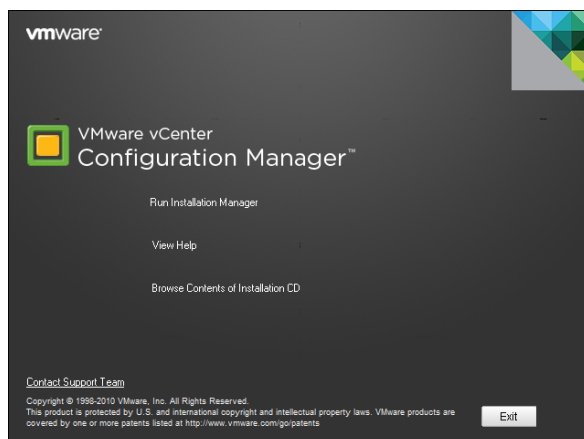 vmware®
VMware vCenter
Configuration Manager™
Run Installation Manager
View Help
Browse Contents of Installation CD
Contact Support Team
Copyright © 1998-2010 VMware, Inc. All Rights Reserved.
This product is protected by U.S. and international copyright and intellectual property laws. VMware products are
covered by one or more patents listed at http://www.vmware.com/go/patents
Exit